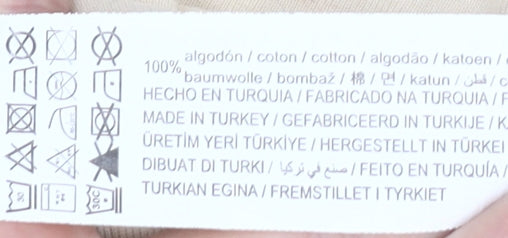 100% algodón / coton / cotton / algodão / katoen /
baumwolle / bombaž / 棉 / 면 / katun / قطن /
HECHO EN TURQUIA / FABRICADO NA TURQUIA / F
MADE IN TURKEY / GEFABRICEERD IN TURKIJE / K
ÜRETİM YERİ TÜRKİYE / HERGESTELLT IN TÜRKEI
DIBUAT DI TURKI / صنع في تركيا / FEITO EN TURQUÍA /
TURKIAN EGINA / FREMSTILLET I TYRKIET
30
30C